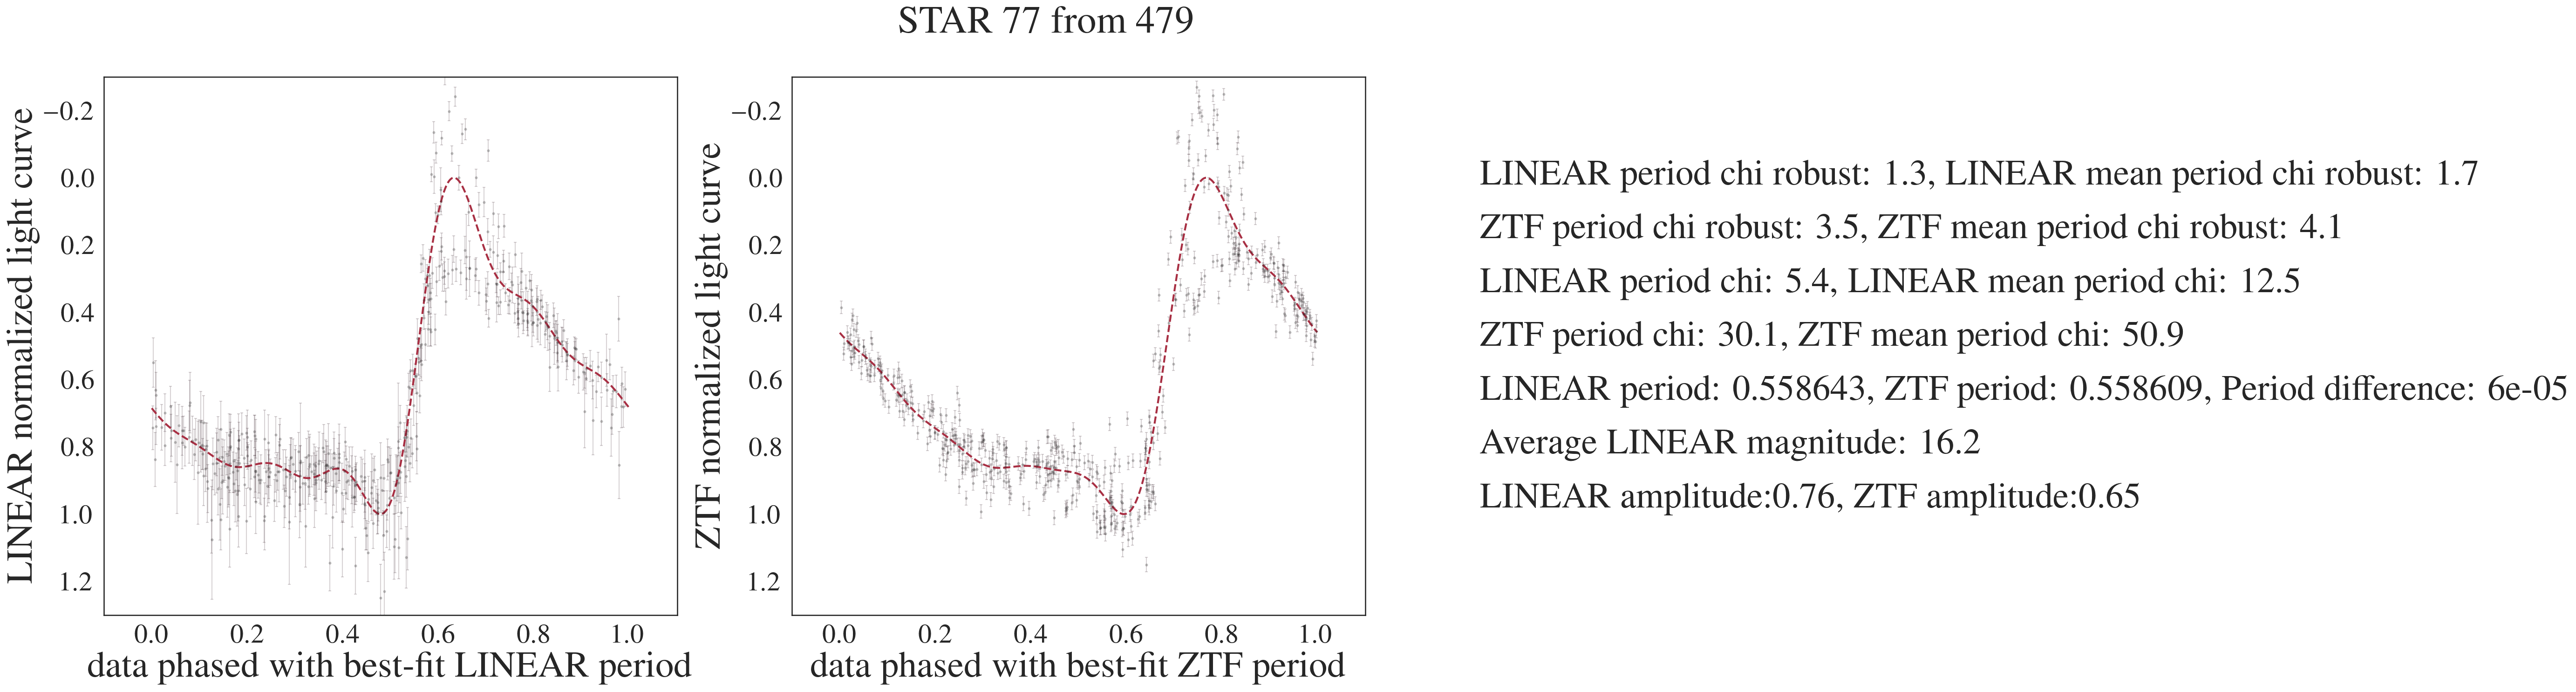 STAR 77 from 479
LINEAR normalized light curve
−0.2
0.0
0.2
0.4
0.6
0.8
1.0
1.2
0.0 0.2 0.4 0.6 0.8 1.0
data phased with best-fit LINEAR period
ZTF normalized light curve
−0.2
0.0
0.2
0.4
0.6
0.8
1.0
1.2
0.0 0.2 0.4 0.6 0.8 1.0
data phased with best-fit ZTF period
LINEAR period chi robust: 1.3, LINEAR mean period chi robust: 1.7
ZTF period chi robust: 3.5, ZTF mean period chi robust: 4.1
LINEAR period chi: 5.4, LINEAR mean period chi: 12.5
ZTF period chi: 30.1, ZTF mean period chi: 50.9
LINEAR period: 0.558643, ZTF period: 0.558609, Period difference: 6e-05
Average LINEAR magnitude: 16.2
LINEAR amplitude:0.76, ZTF amplitude:0.65